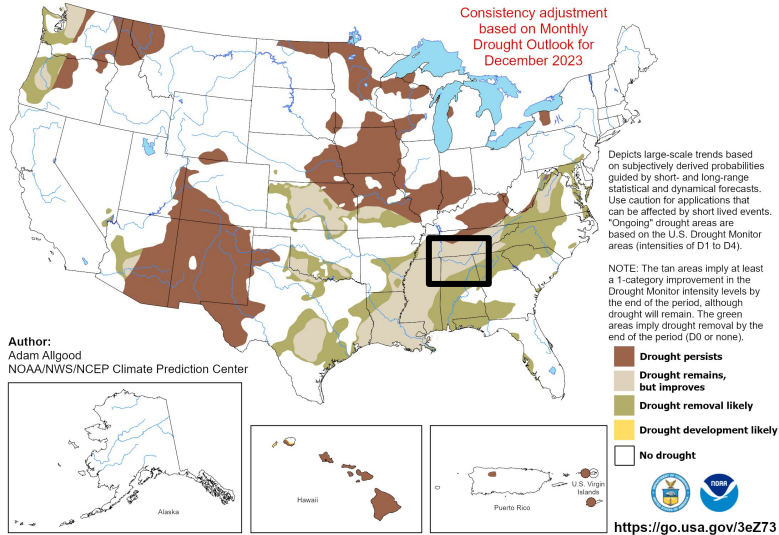 Consistency adjustment
based on Monthly
Drought Outlook for
December 2023
Depicts large-scale trends based
on subjectively derived probabilities
guided by short- and long-range
statistical and dynamical forecasts.
Use caution for applications that
can be affected by short lived events.
"Ongoing" drought areas are
based on the U.S. Drought Monitor
areas (intensities of D1 to D4).
NOTE: The tan areas imply at least
a 1-category improvement in the
Drought Monitor intensity levels by
the end of the period, although
drought will remain. The green
areas imply drought removal by the
end of the period (D0 or none).
Author:
Adam Allgood
NOAA/NWS/NCEP Climate Prediction Center
Drought persists
Drought remains,
but improves
Drought removal likely
Drought development likely
No drought
Alaska
Hawaii
Puerto Rico
U.S. Virgin
Islands
NOAA
https://go.usa.gov/3eZ73